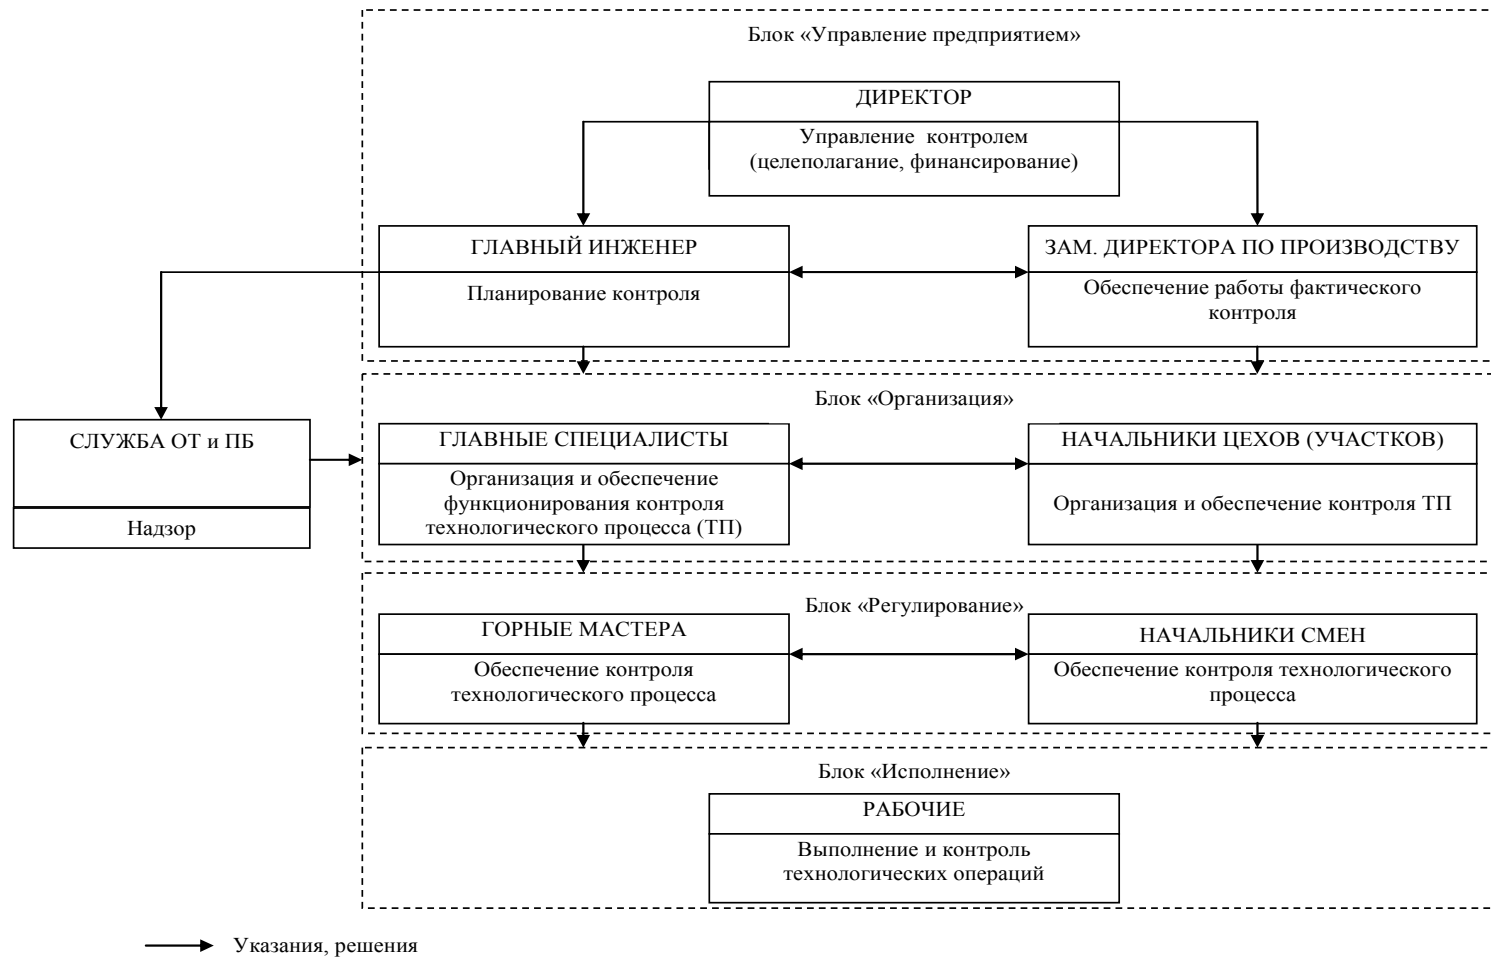 Блок «Управление предприятием»
ДИРЕКТОР
Управление контролем
(целеполагание, финансирование)
ГЛАВНЫЙ ИНЖЕНЕР
Планирование контроля
ЗАМ. ДИРЕКТОРА ПО ПРОИЗВОДСТВУ
Обеспечение работы фактического
контроля
Блок «Организация»
СЛУЖБА ОТ и ПБ
Надзор
ГЛАВНЫЕ СПЕЦИАЛИСТЫ
Организация и обеспечение
функционирования контроля
технологического процесса (ТП)
НАЧАЛЬНИКИ ЦЕХОВ (УЧАСТКОВ)
Организация и обеспечение контроля ТП
Блок «Регулирование»
ГОРНЫЕ МАСТЕРА
Обеспечение контроля
технологического процесса
НАЧАЛЬНИКИ СМЕН
Обеспечение контроля технологического
процесса
Блок «Исполнение»
РАБОЧИЕ
Выполнение и контроль
технологических операций
Указания, решения